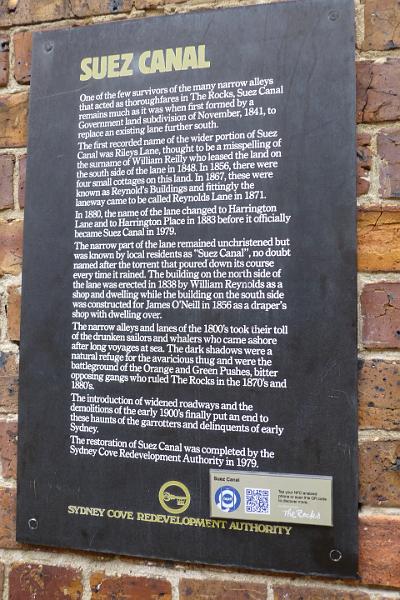 SUEZ CANAL
One of the few survivors of the many narrow alleys
that acted as thoroughfares in The Rocks, Suez Canal
remains much as it was when first formed by a
Government land subdivision of November, 1841, to
replace an existing lane further south.
The first recorded name of the wider portion of Suez
Canal was Rileys Lane, thought to be a misspelling of
the surname of William Reilly who leased the land on
the south side of the lane in 1848. In 1856, there were
four small cottages on this land. In 1867, these were
known as Reynold's Buildings and fittingly the
laneway came to be called Reynolds Lane in 1871.
In 1880, the name of the lane changed to Harrington
Lane and to Harrington Place in 1883 before it officially
became Suez Canal in 1979.
The narrow part of the lane remained unchristened but
was known by local residents as "Suez Canal", no doubt
named after the torrent that poured down its course
every time it rained. The building on the north side of
the lane was erected in 1838 by William Reynolds as a
shop and dwelling while the building on the south side
was constructed for James O'Neill in 1856 as a draper's
shop with dwelling over.
The narrow alleys and lanes of the 1800's took their toll
of the drunken sailors and whalers who came ashore
after long voyages at sea. The dark shadows were a
natural refuge for the avaricious thug and were the
battleground of the Orange and Green Pushes, bitter
opposing gangs who ruled The Rocks in the 1870's and
1880's.
The introduction of widened roadways and the
demolitions of the early 1900's finally put an end to
these haunts of the garrotters and delinquents of early
Sydney.
The restoration of Suez Canal was completed by the
Sydney Cove Redevelopment Authority in 1979.
Suez Canal
Tap your NFC enabled
phone or scan the QR code
to discover more.
The Rocks
SYDNEY COVE REDEVELOPMENT AUTHORITY